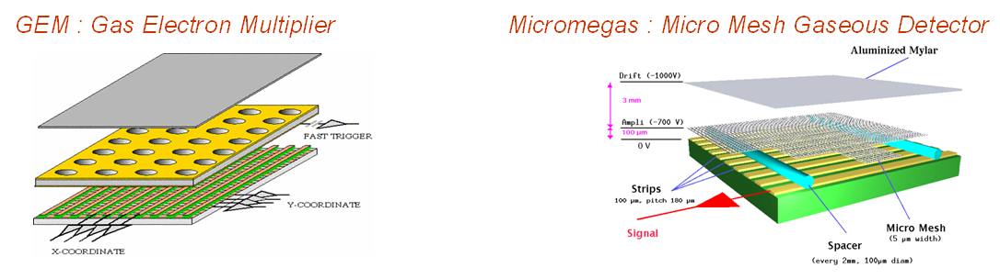 GEM : Gas Electron Multiplier
FAST TRIGGER
Y-COORDINATE
X-COORDINATE
Micromegas : Micro Mesh Gaseous Detector
Aluminized Mylar
Drift (-1000V)
3 mm
Ampli (-700 V)
100 µm
0 V
Strips
100 µm, pitch 180 µm
Signal
Micro Mesh
(5 µm width)
Spacer
(every 2mm, 100µm diam)